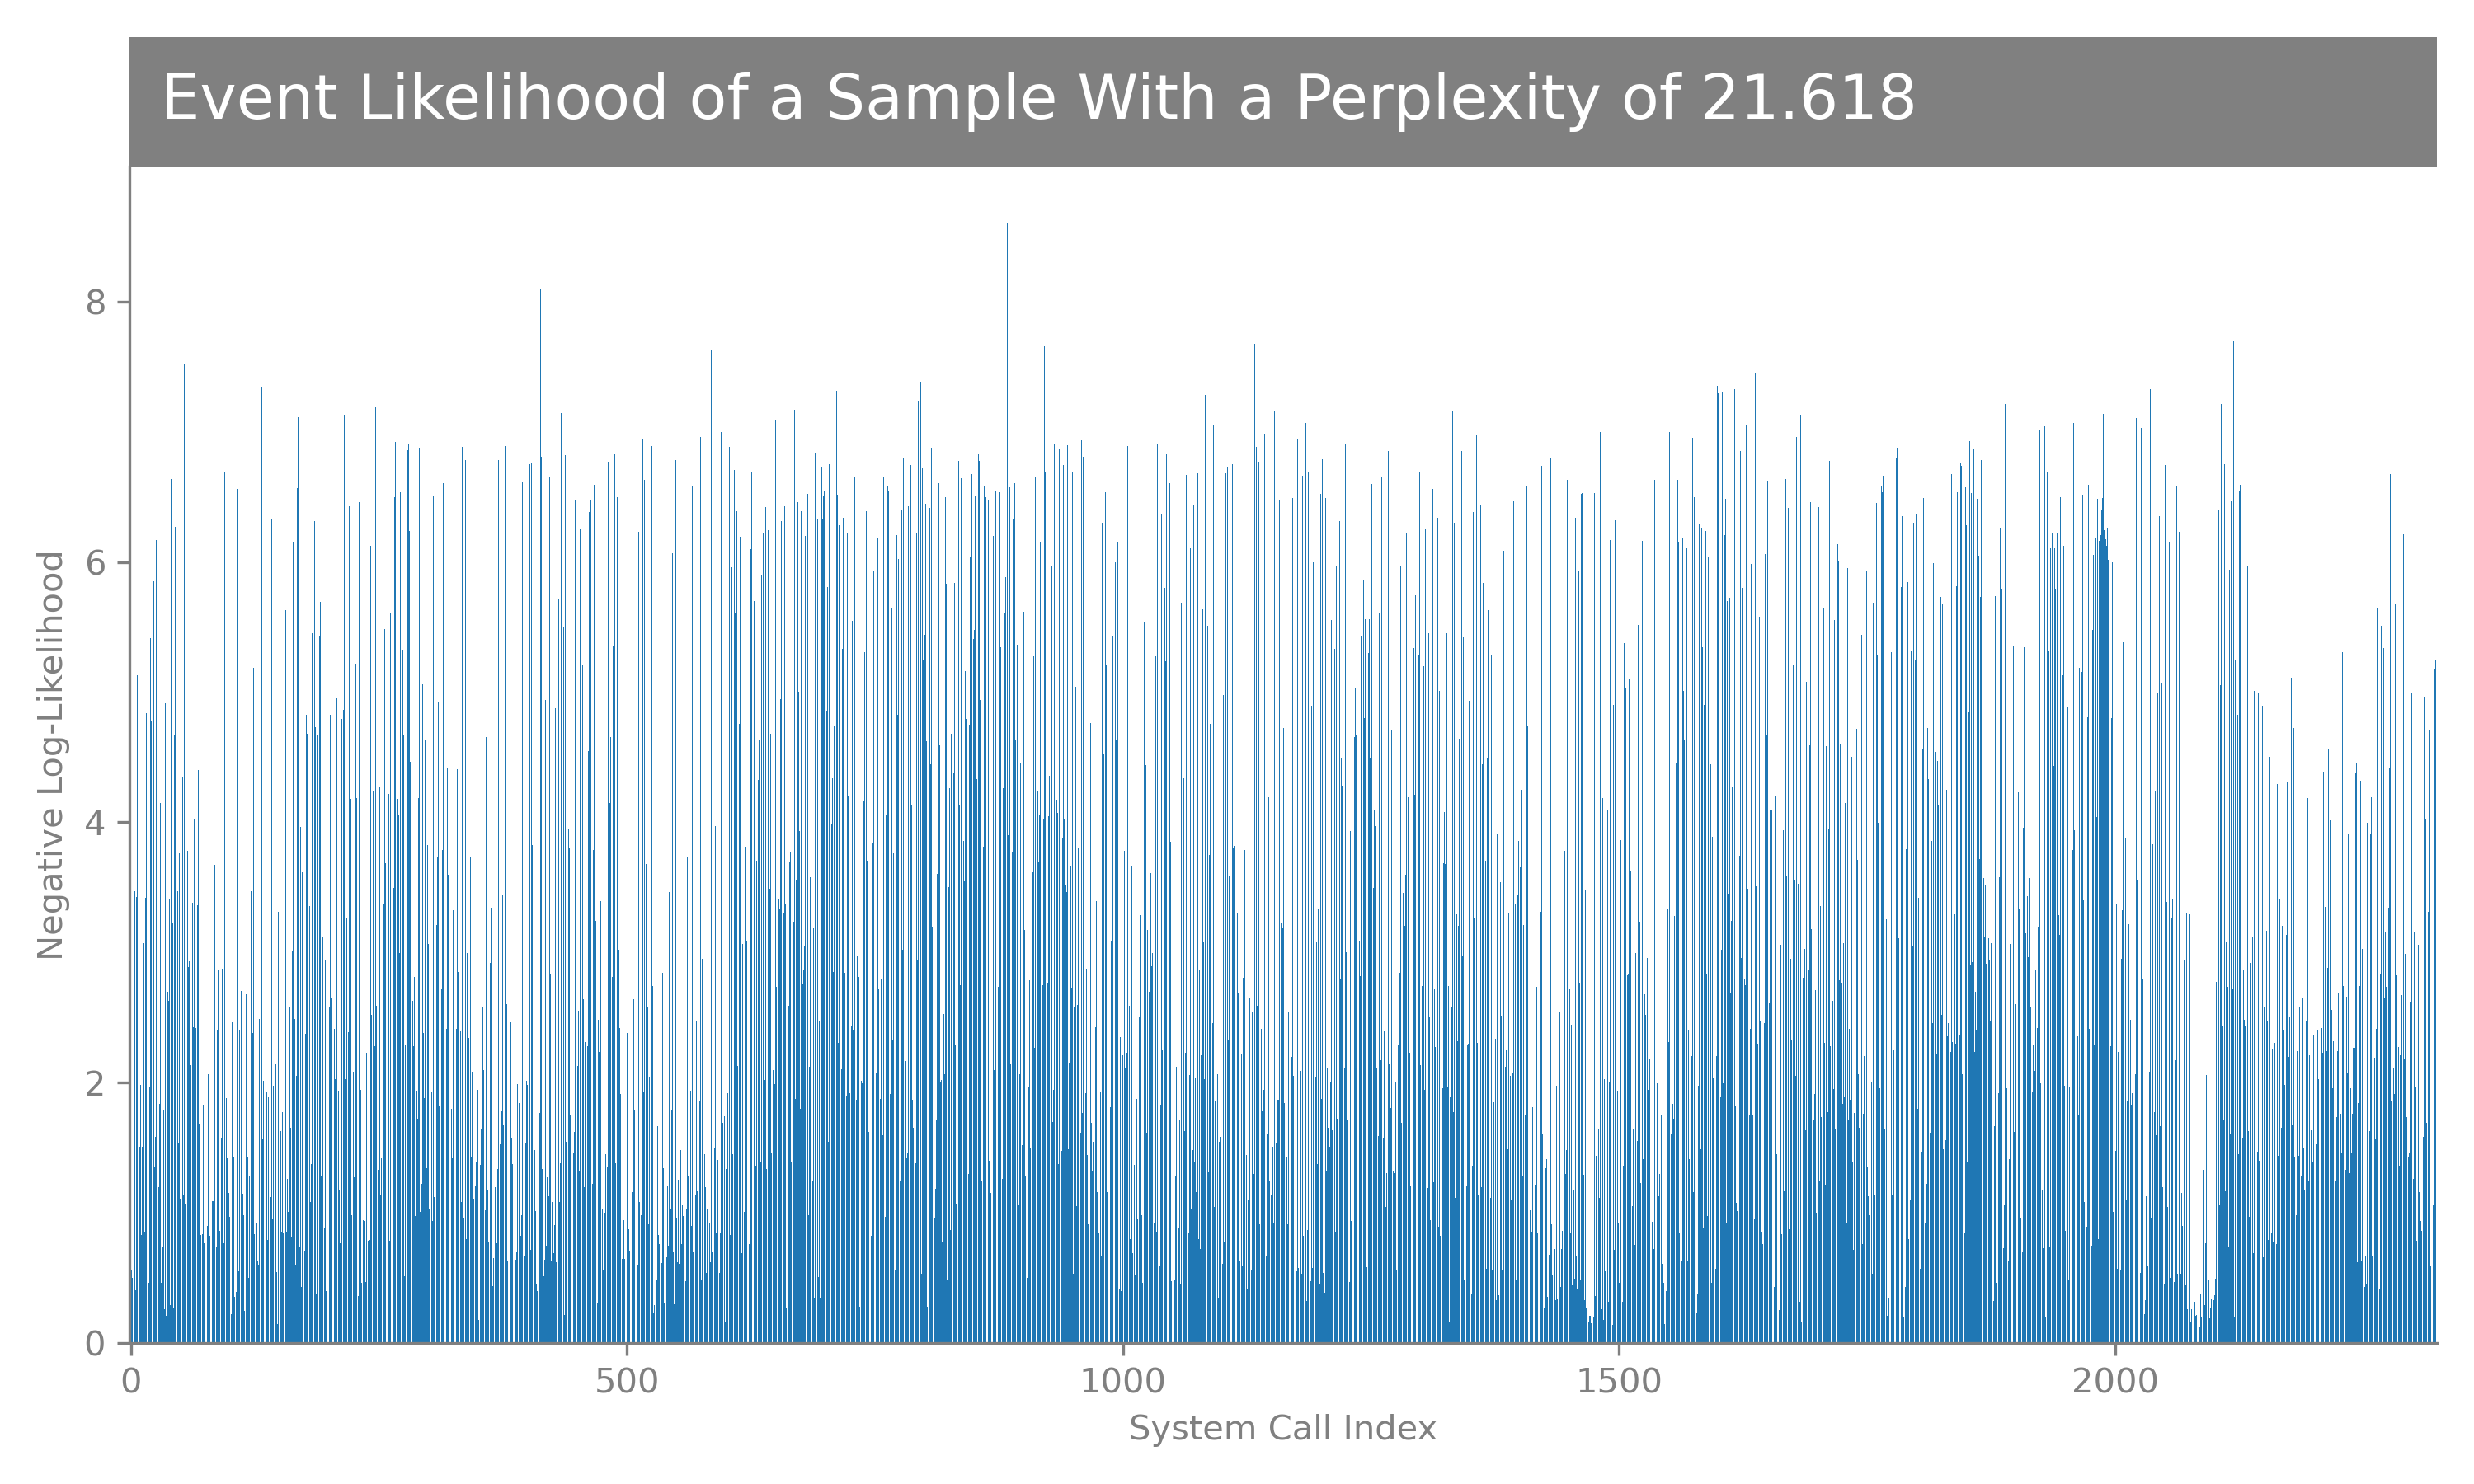 Event Likelihood of a Sample With a Perplexity of 21.618
8
6
4
2
0
Negative Log-Likelihood
0 500 1000 1500 2000
System Call Index